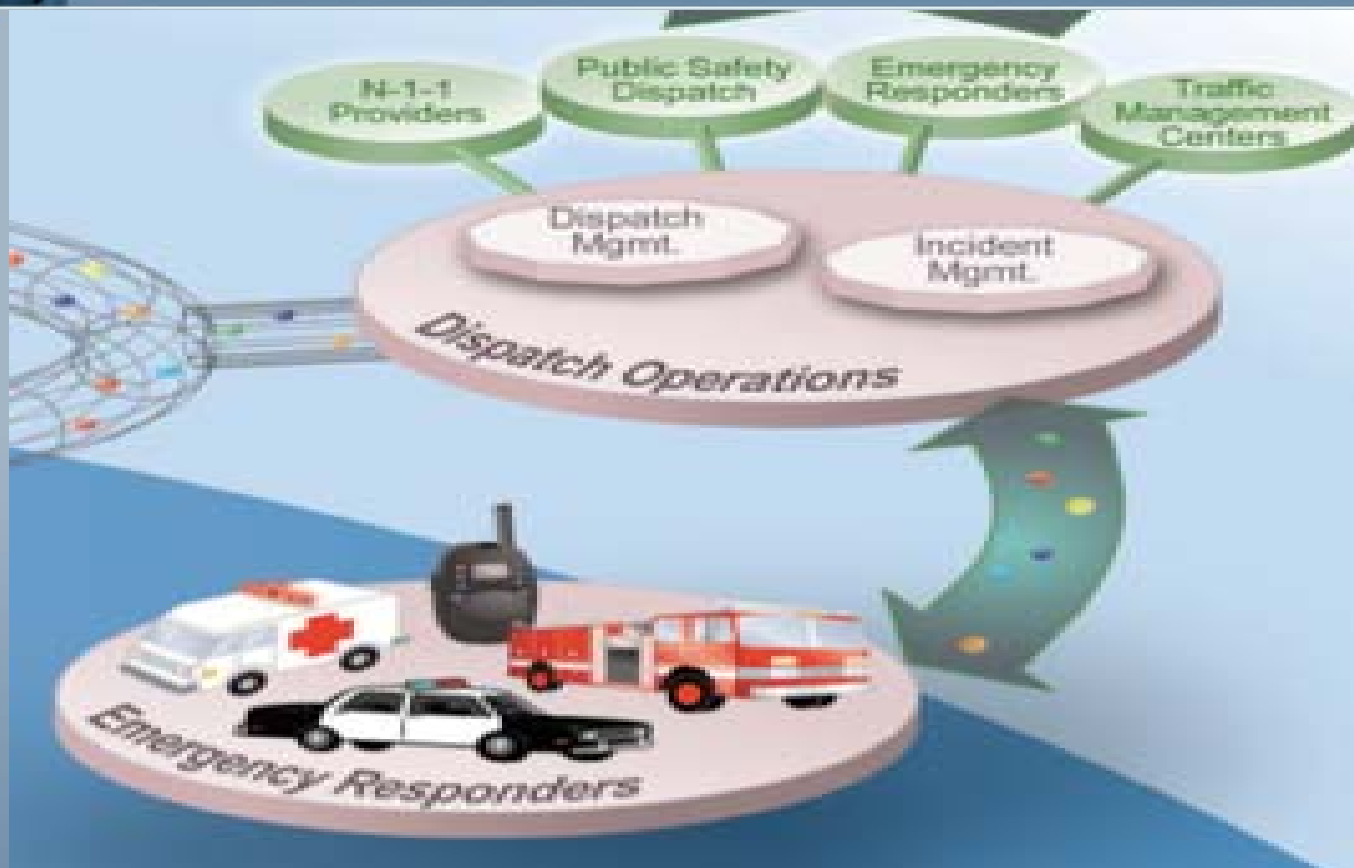 N-1-1
Providers
Public Safety
Dispatch
Emergency
Responders
Traffic
Management
Centers
Dispatch
Mgmt.
Incident
Mgmt.
Dispatch Operations
Emergency Responders